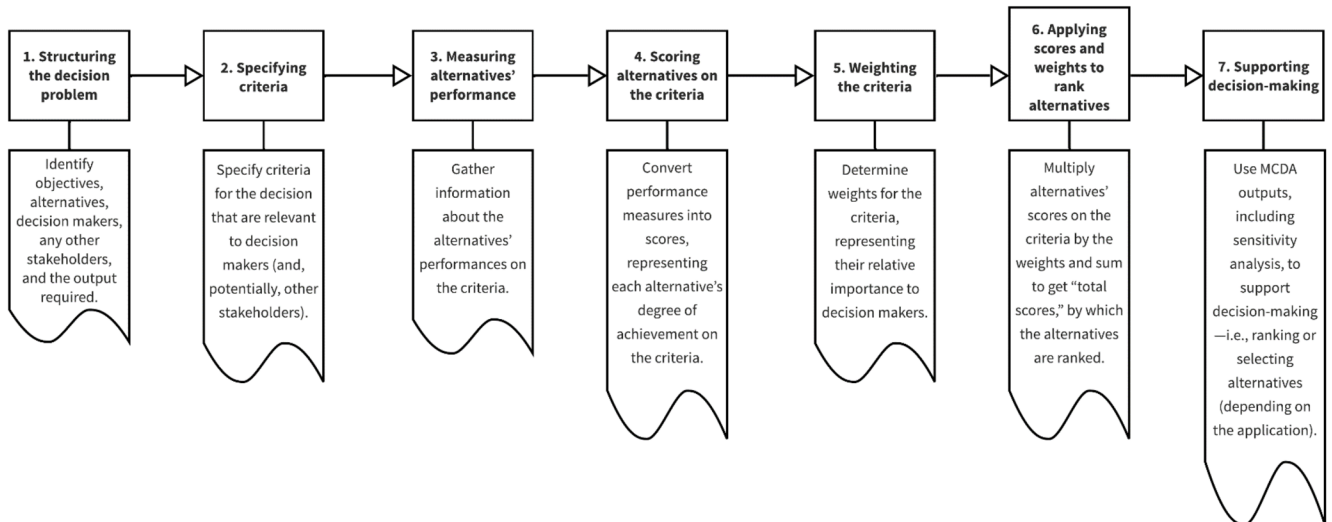 1. Structuring
the decision
problem
Identify
objectives,
alternatives,
decision makers,
any other
stakeholders,
and the output
required.
2. Specifying
criteria
Specify criteria
for the decision
that are relevant
to decision
makers (and,
potentially, other
stakeholders).
3. Measuring
alternatives’
performance
Gather
information
about the
alternatives’
performances on
the criteria.
4. Scoring
alternatives on
the criteria
Convert
performance
measures into
scores,
representing
each alternative’s
degree of
achievement on
the criteria.
5. Weighting
the criteria
Determine
weights for the
criteria,
representing
their relative
importance to
decision makers.
6. Applying
scores and
weights to
rank
alternatives
Multiply
alternatives’
scores on the
criteria by the
weights and sum
to get “total
scores,” by which
the alternatives
are ranked.
7. Supporting
decision-making
Use MCDA
outputs,
including
sensitivity
analysis, to
support
decision-making
—i.e., ranking or
selecting
alternatives
(depending on
the application).